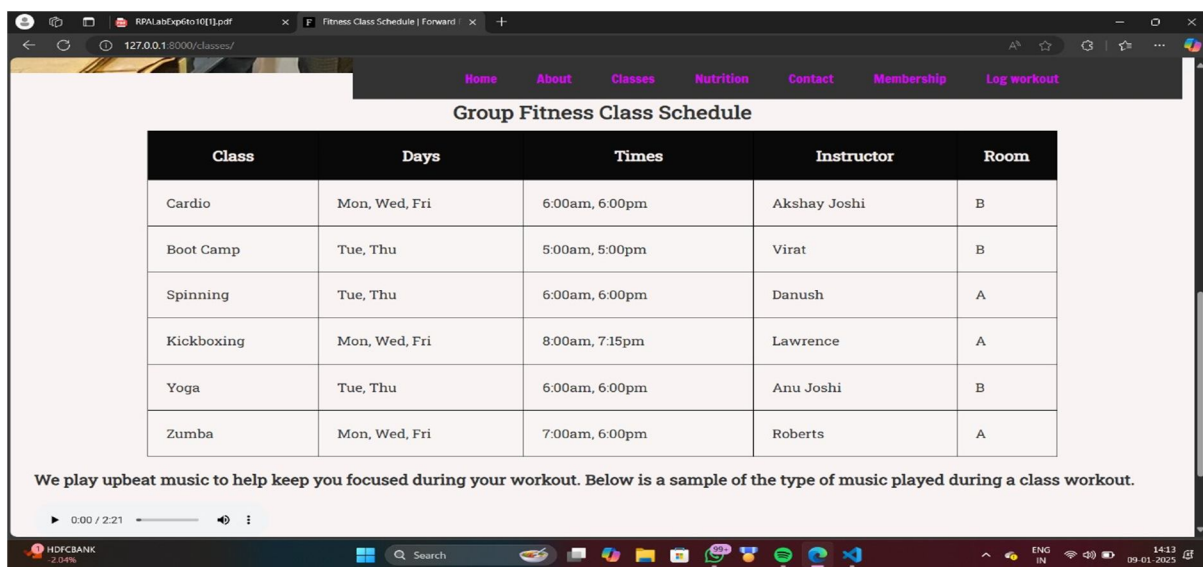 RPALabExp6to10[1].pdf
Fitness Class Schedule | Forward
127.0.0.1:8000/classes/
Home About Classes Nutrition Contact Membership Log workout
Group Fitness Class Schedule
Class Days Times Instructor Room
Cardio Mon, Wed, Fri 6:00am, 6:00pm Akshay Joshi B
Boot Camp Tue, Thu 5:00am, 5:00pm Virat B
Spinning Tue, Thu 6:00am, 6:00pm Danush A
Kickboxing Mon, Wed, Fri 8:00am, 7:15pm Lawrence A
Yoga Tue, Thu 6:00am, 6:00pm Anu Joshi B
Zumba Mon, Wed, Fri 7:00am, 6:00pm Roberts A
We play upbeat music to help keep you focused during your workout. Below is a sample of the type of music played during a class workout.
0:00 / 2:21
1
HDFCBANK
-2.04%
Search
99+
ENG
IN
14:13
09-01-2025